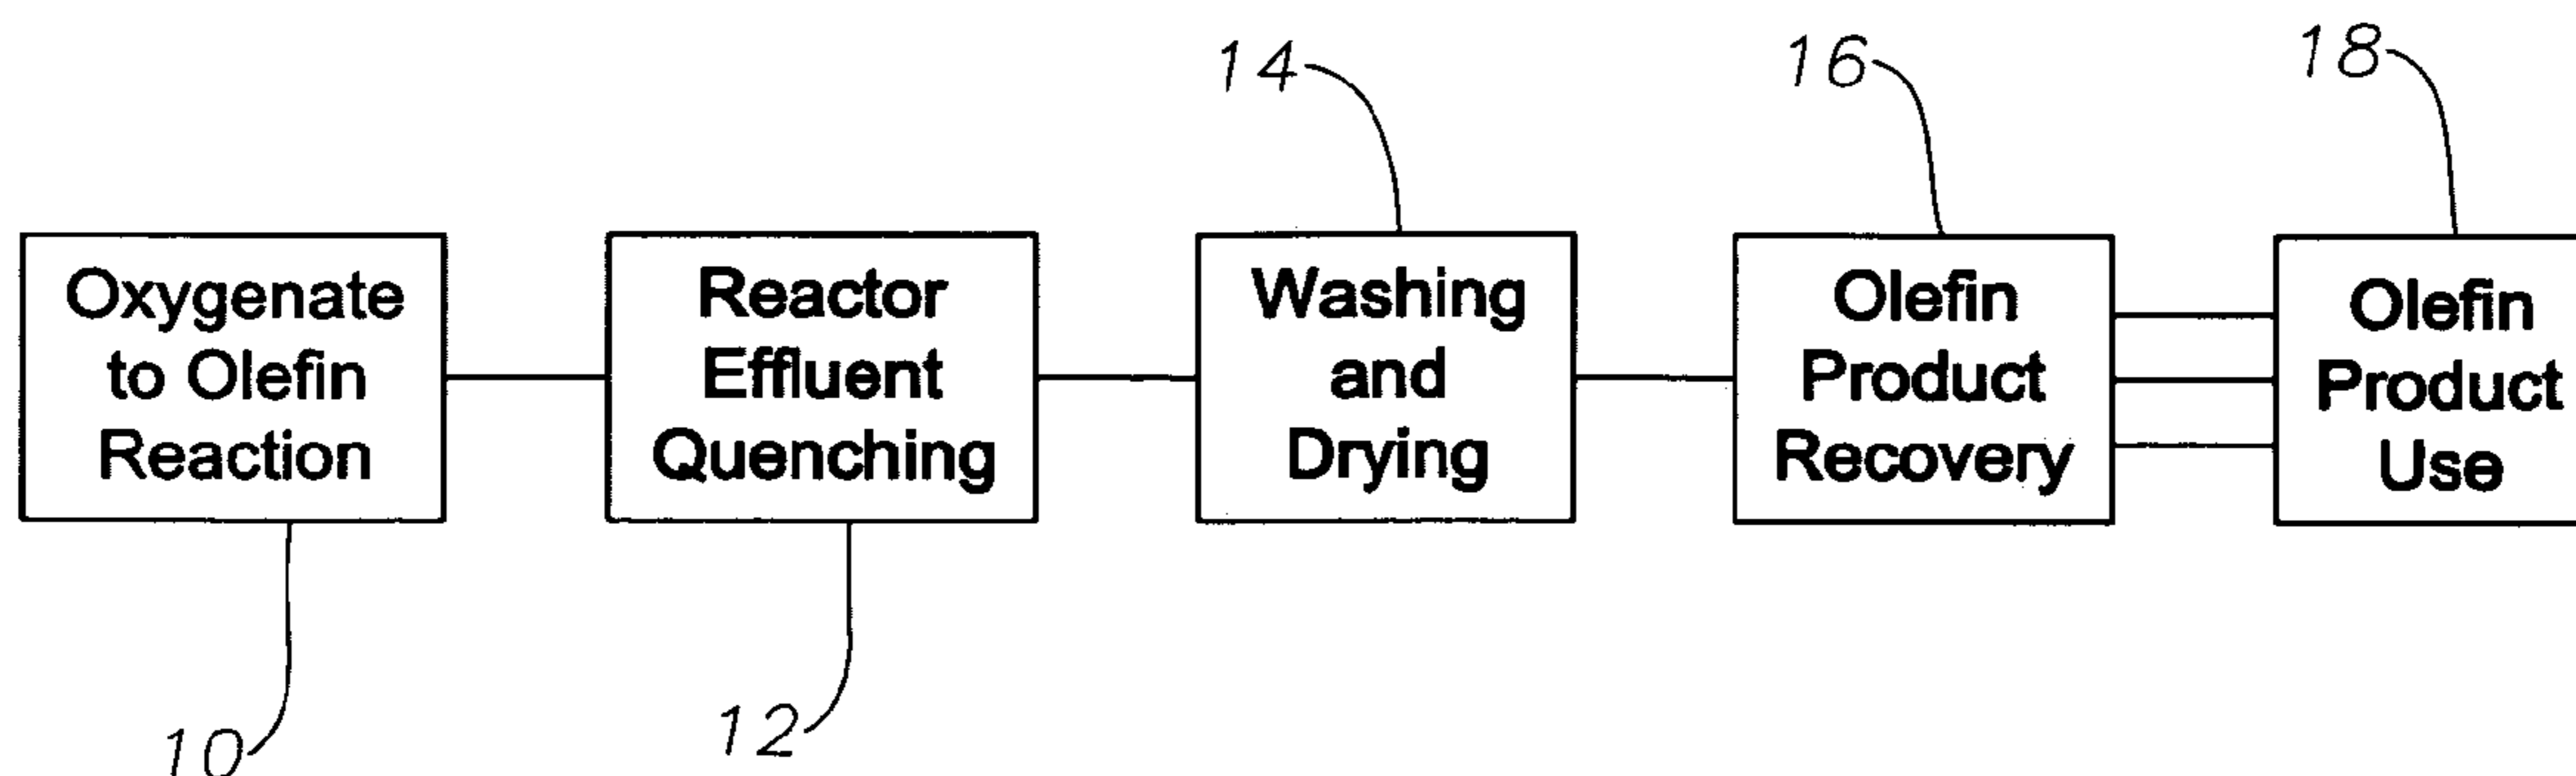 14
16
18
Oxygenate
to Olefin
Reaction
Reactor
Effluent
Quenching
Washing
and
Drying
Olefin
Product
Recovery
Olefin
Product
Use
10
12